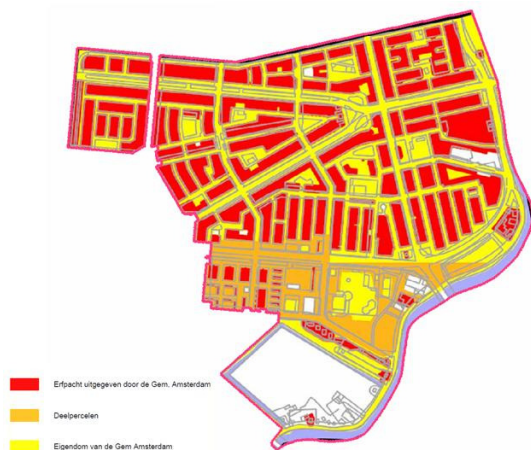 Erfpacht uitgegeven door de Gem. Amsterdam
Deelpercelen
Eigendom van de Gem Amsterdam